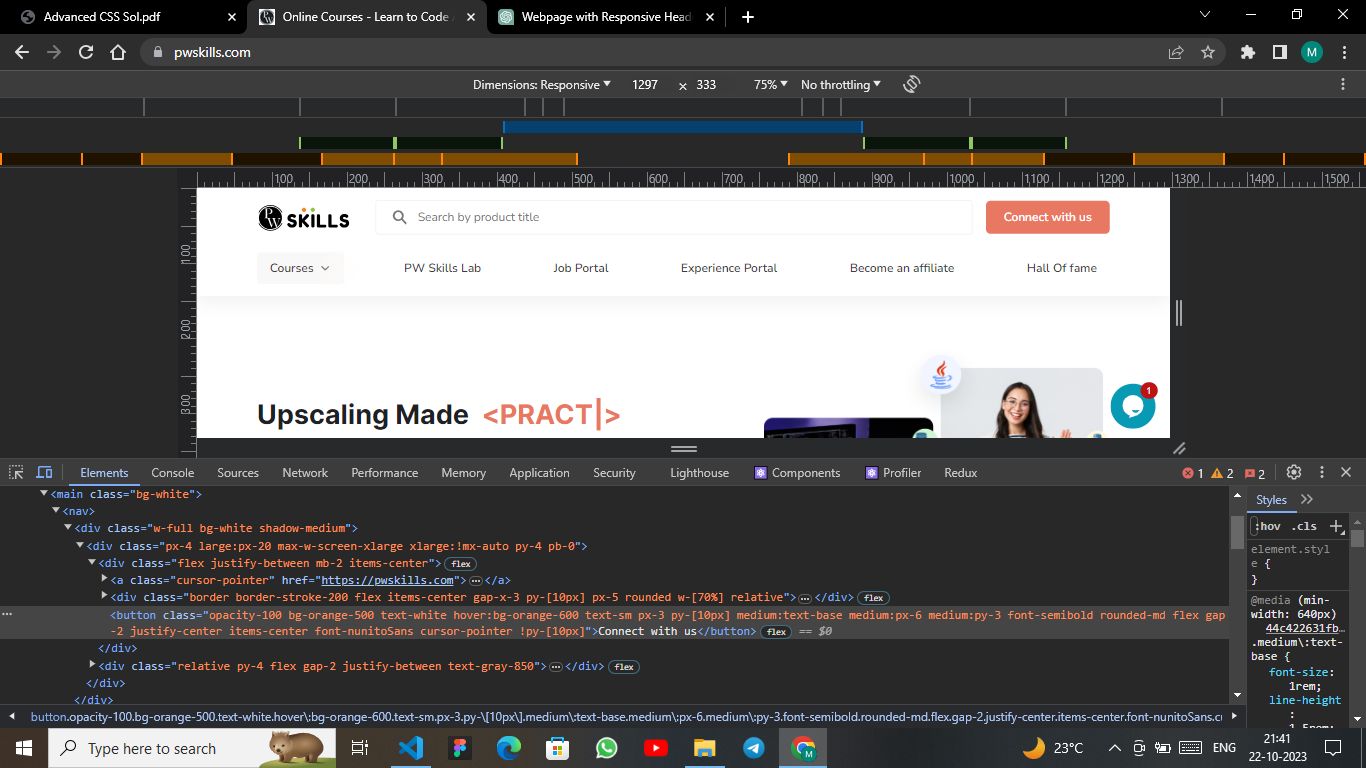 Advanced CSS Sol.pdf
Online Courses - Learn to Code
Webpage with Responsive Head
pwskills.com
M
Dimensions: Responsive 1297 × 333 75% No throttling
100 200 300 400 500 600 700 800 900 1000 1100 1200 1300 1400 1500
100
200
300
PW SKILLS
Search by product title
Connect with us
Courses
PW Skills Lab
Job Portal
Experience Portal
Become an affiliate
Hall Of fame
Upscaling Made <PRACT|>
1
Elements Console Sources Network Performance Memory Application Security Lighthouse Components Profiler Redux 1 2 2
<main class="bg-white">
<nav>
<div class="w-full bg-white shadow-medium">
<div class="px-4 large:px-20 max-w-screen-xlarge xlarge:!mx-auto py-4 pb-0">
<div class="flex justify-between mb-2 items-center"> flex
<a class="cursor-pointer" href="https://pwskills.com">…</a>
<div class="border border-stroke-200 flex items-center gap-x-3 py-[10px] px-5 rounded w-[70%] relative">…</div> flex
<button class="opacity-100 bg-orange-500 text-white hover:bg-orange-600 text-sm px-3 py-[10px] medium:text-base medium:px-6 medium:py-3 font-semibold rounded-md flex gap
-2 justify-center items-center font-nunitoSans cursor-pointer !py-[10px]">Connect with us</button> flex == $0
</div>
<div class="relative py-4 flex gap-2 justify-between text-gray-850">…</div> flex
</div>
</div>
button.opacity-100.bg-orange-500.text-white.hover\:bg-orange-600.text-sm.px-3.py-\[10px\].medium\:text-base.medium\:px-6.medium\:py-3.font-semibold.rounded-md.flex.gap-2.justify-center.items-center.font-nunitoSans.cu
Styles
:hov .cls
element.styl
e {
}
@media (min-
width: 640px)
44c422631fb…
.medium\:text-
base {
font-size:
1rem;
line-height
:
1.5rem;
Type here to search
M
23°C
ENG
21:41
22-10-2023